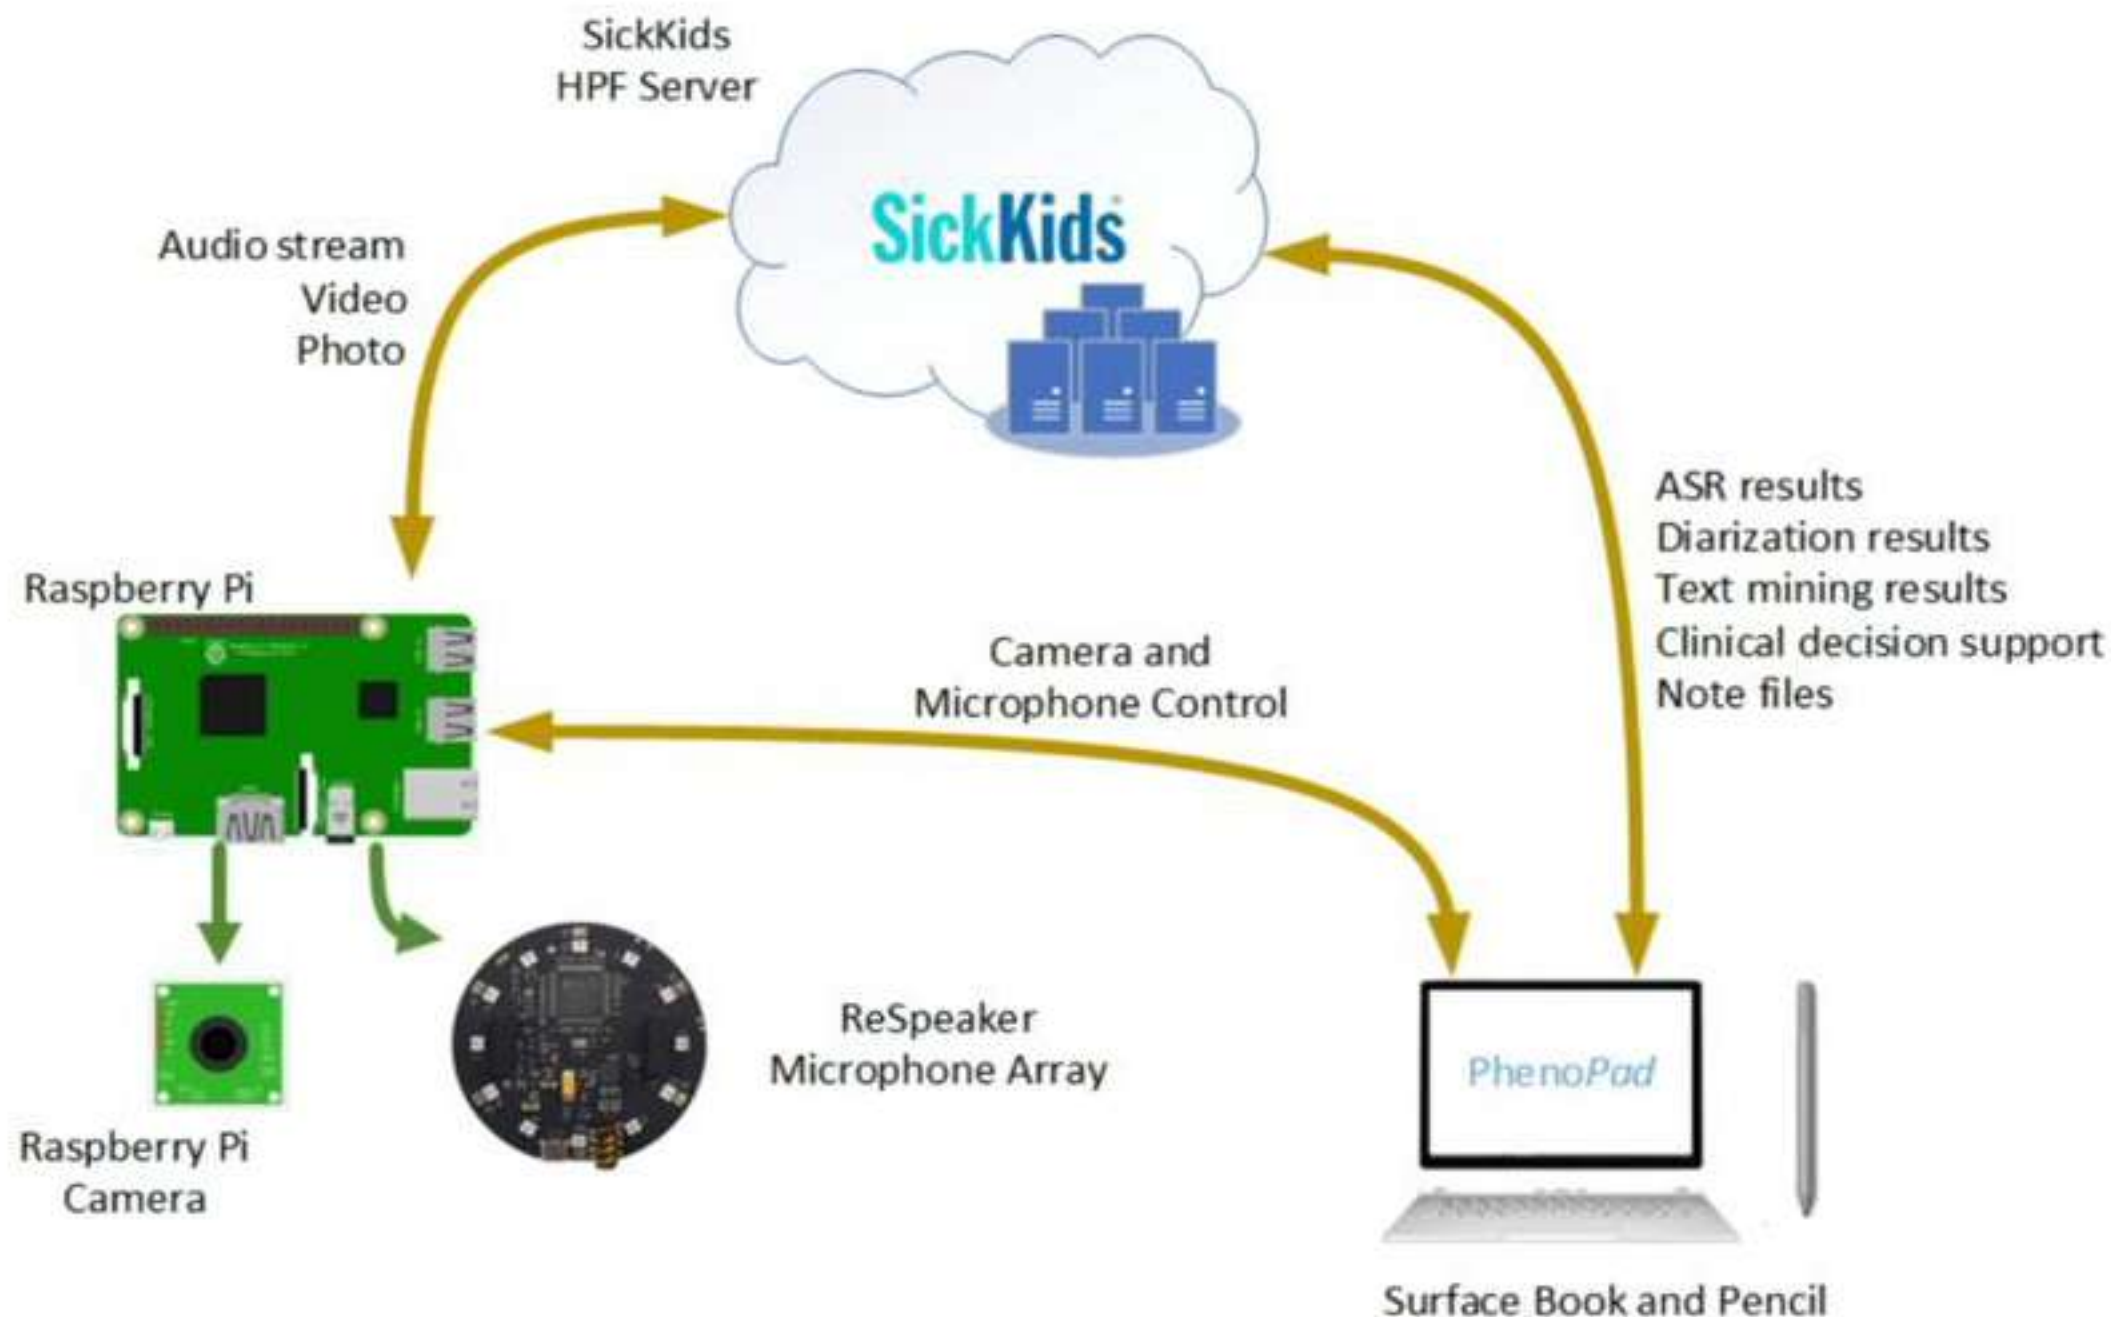 SickKids
HPF Server
SickKids
Audio stream
Video
Photo
ASR results
Diarization results
Text mining results
Clinical decision support
Note files
Raspberry Pi
Camera and
Microphone Control
ReSpeaker
Microphone Array
PhenoPad
Raspberry Pi
Camera
Surface Book and Pencil